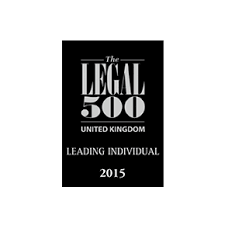 The
LEGAL
500
UNITED KINGDOM
LEADING INDIVIDUAL
2015